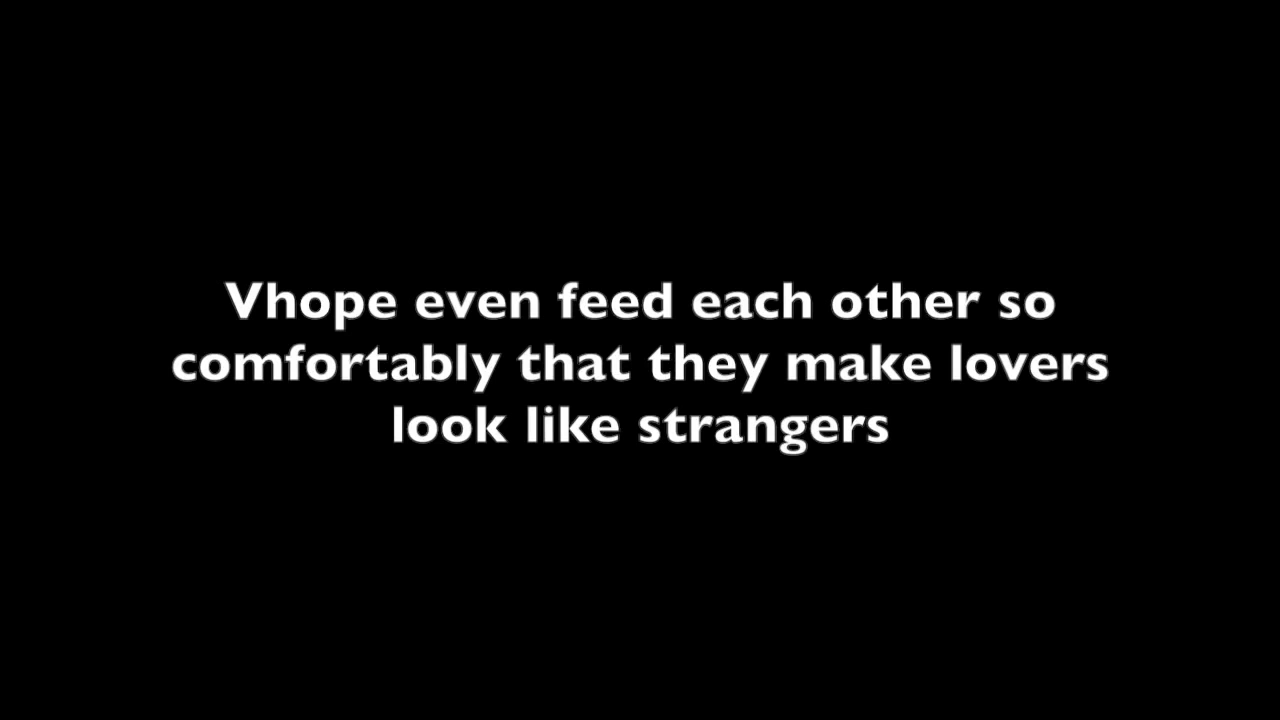 Vhope even feed each other so
comfortably that they make lovers
look like strangers